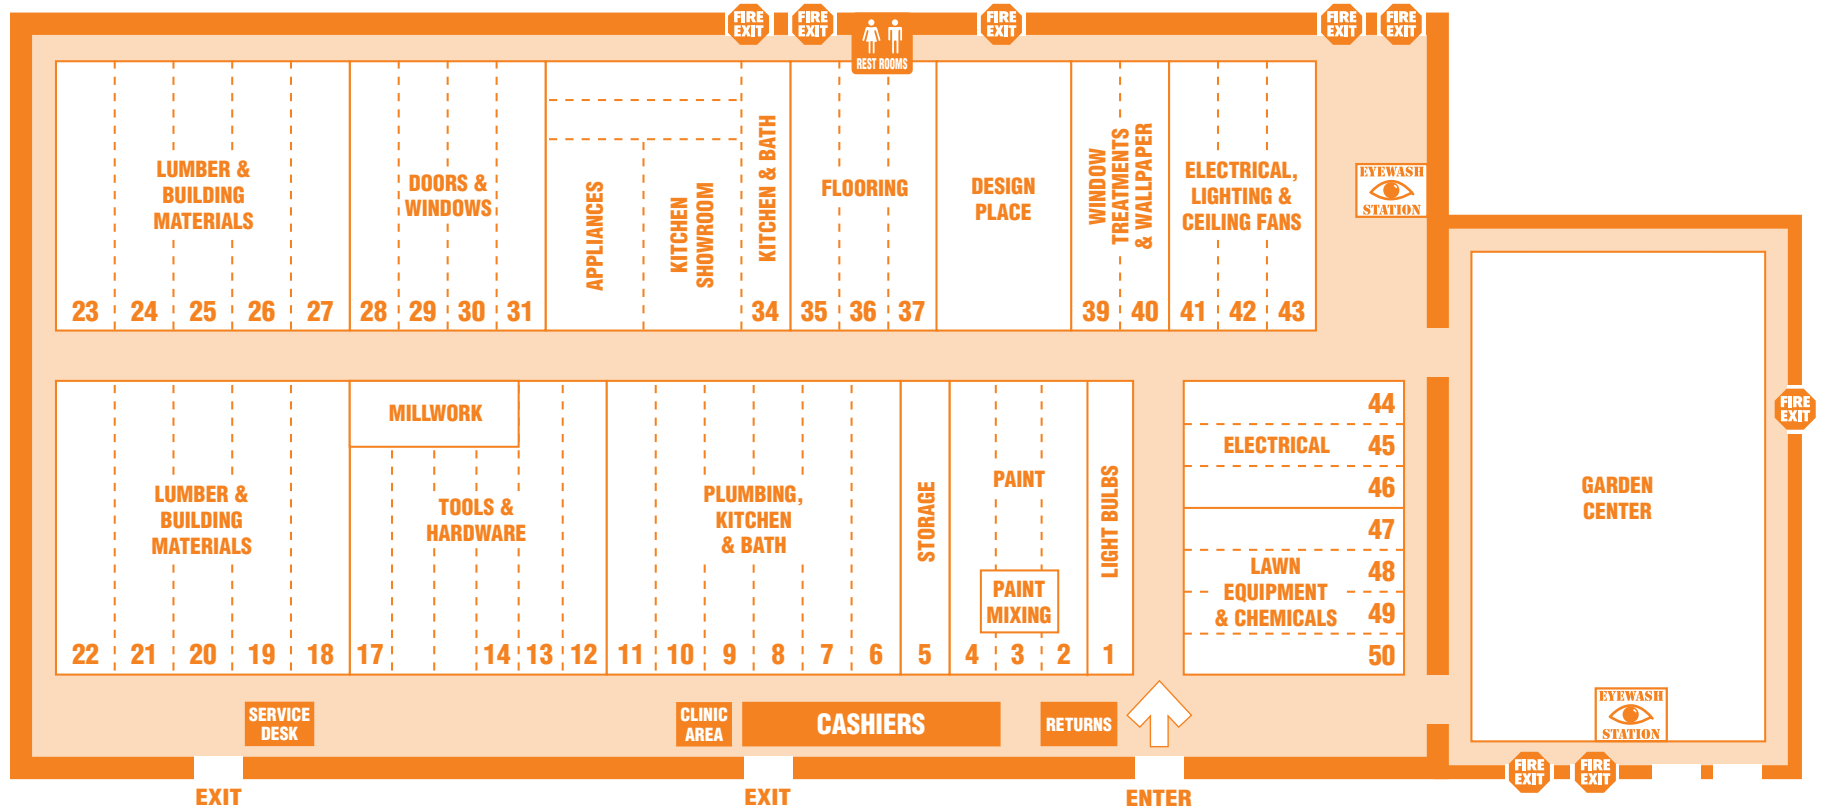 FIRE
EXIT
FIRE
EXIT
REST ROOMS
FIRE
EXIT
FIRE
EXIT
FIRE
EXIT
LUMBER &
BUILDING
MATERIALS
23 24 25 26 27
DOORS &
WINDOWS
28 29 30 31
APPLIANCES
KITCHEN
SHOWROOM
KITCHEN & BATH
34
FLOORING
35 36 37
DESIGN
PLACE
WINDOW
TREATMENTS
& WALLPAPER
39 40
ELECTRICAL,
LIGHTING &
CEILING FANS
41 42 43
EYEWASH
STATION
LUMBER &
BUILDING
MATERIALS
22 21 20 19 18
MILLWORK
TOOLS &
HARDWARE
17 14 13 12
PLUMBING,
KITCHEN
& BATH
11 10 9 8 7 6
STORAGE
5
PAINT
PAINT
MIXING
4 3 2
LIGHT BULBS
1
44
ELECTRICAL 45
46
47
LAWN
EQUIPMENT
& CHEMICALS
48
49
50
GARDEN
CENTER
FIRE
EXIT
EYEWASH
STATION
SERVICE
DESK
CLINIC
AREA
CASHIERS
RETURNS
FIRE
EXIT
FIRE
EXIT
EXIT
EXIT
ENTER